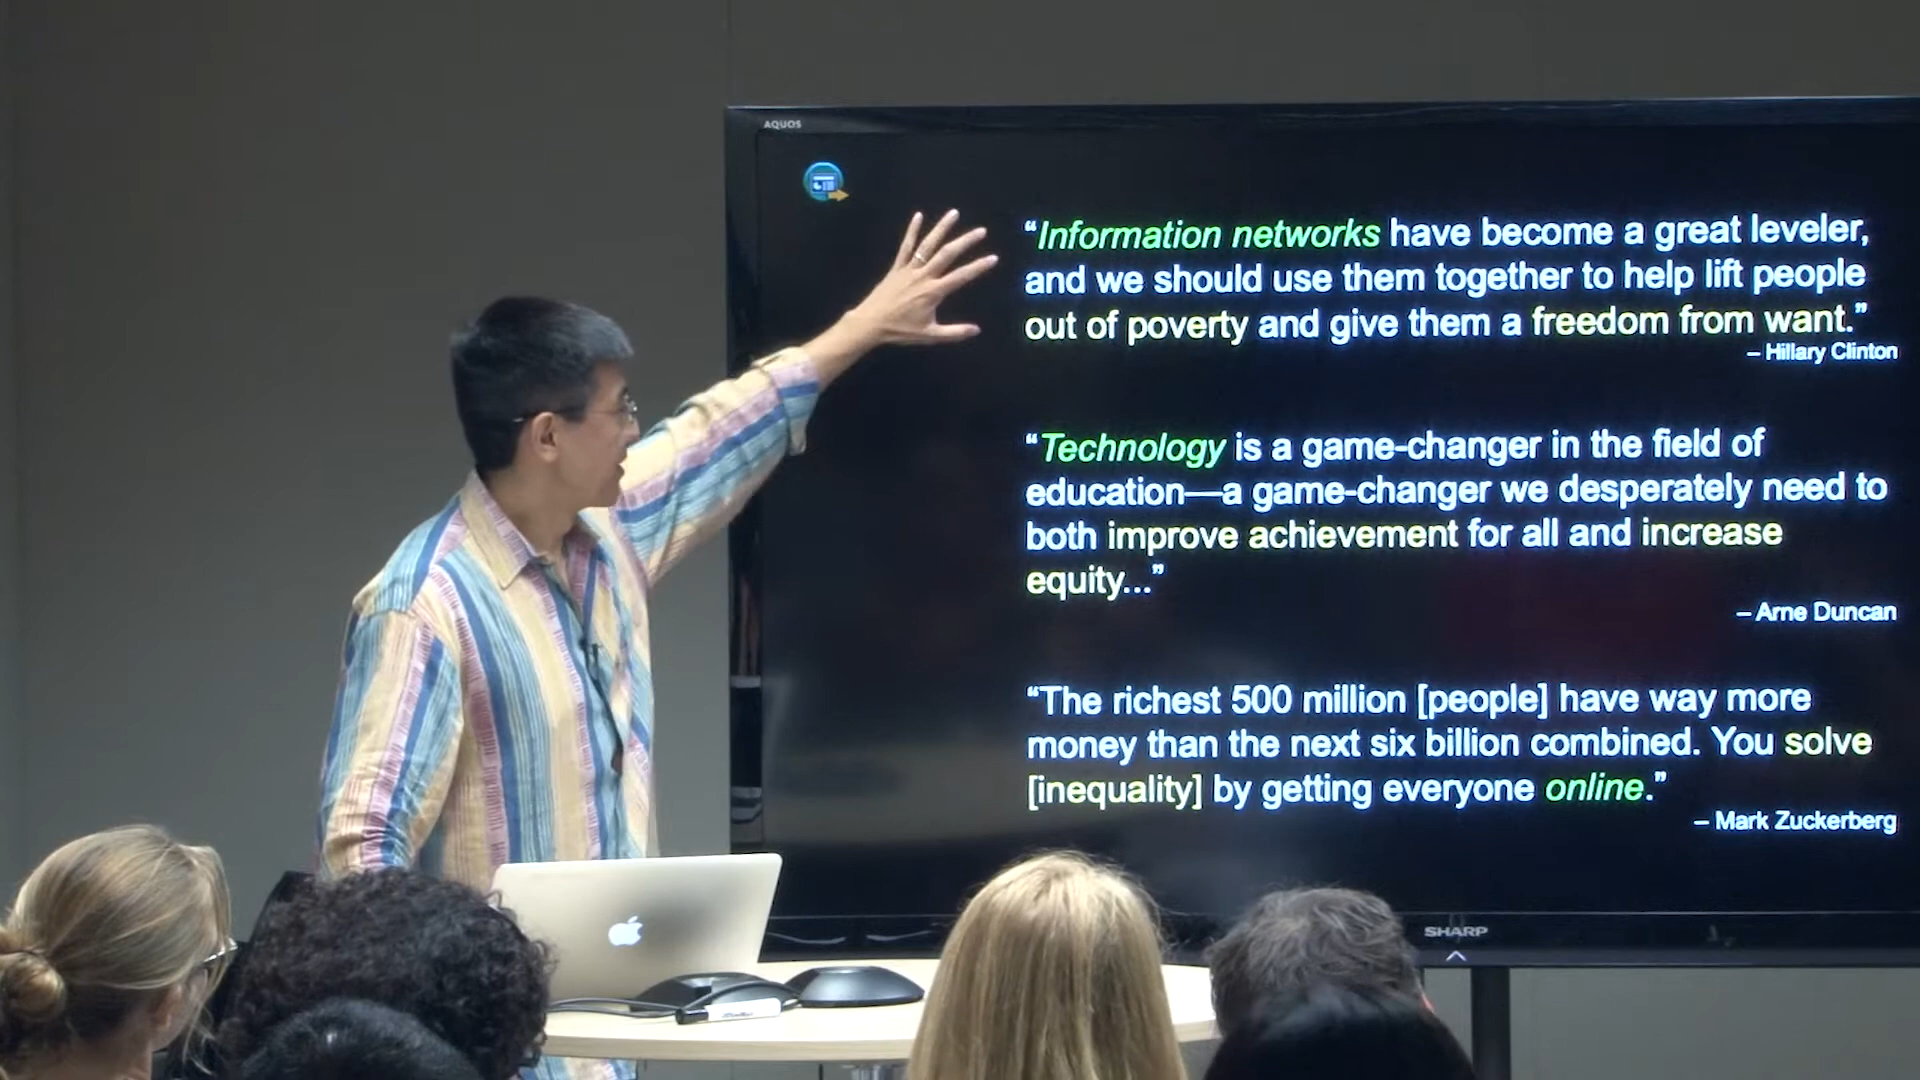 AQUOS
“Information networks have become a great leveler,
and we should use them together to help lift people
out of poverty and give them a freedom from want.”
– Hillary Clinton
“Technology is a game-changer in the field of
education—a game-changer we desperately need to
both improve achievement for all and increase
equity...”
– Arne Duncan
“The richest 500 million [people] have way more
money than the next six billion combined. You solve
[inequality] by getting everyone online.”
– Mark Zuckerberg
SHARP